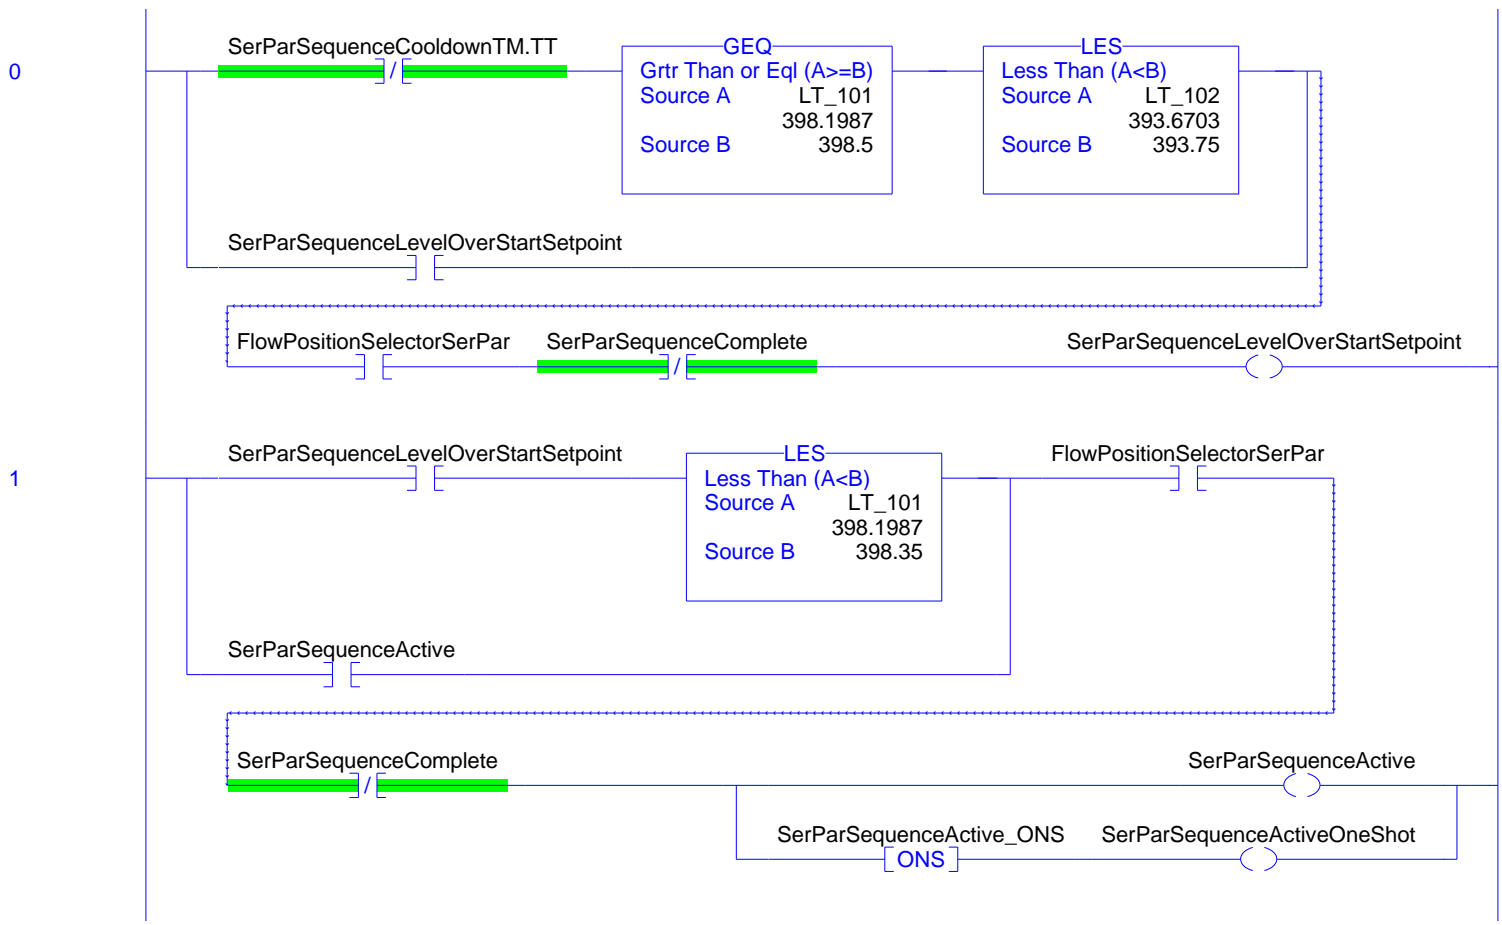 0
SerParSequenceCooldownTM.TT
/
GEQ
Grtr Than or Eql (A>=B)
Source A LT_101
398.1987
Source B 398.5
LES
Less Than (A<B)
Source A LT_102
393.6703
Source B 393.75
SerParSequenceLevelOverStartSetpoint
FlowPositionSelectorSerPar
SerParSequenceComplete
/
SerParSequenceLevelOverStartSetpoint
1
SerParSequenceLevelOverStartSetpoint
LES
Less Than (A<B)
Source A LT_101
398.1987
Source B 398.35
FlowPositionSelectorSerPar
SerParSequenceActive
SerParSequenceComplete
/
SerParSequenceActive
SerParSequenceActive_ONS
ONS
SerParSequenceActiveOneShot